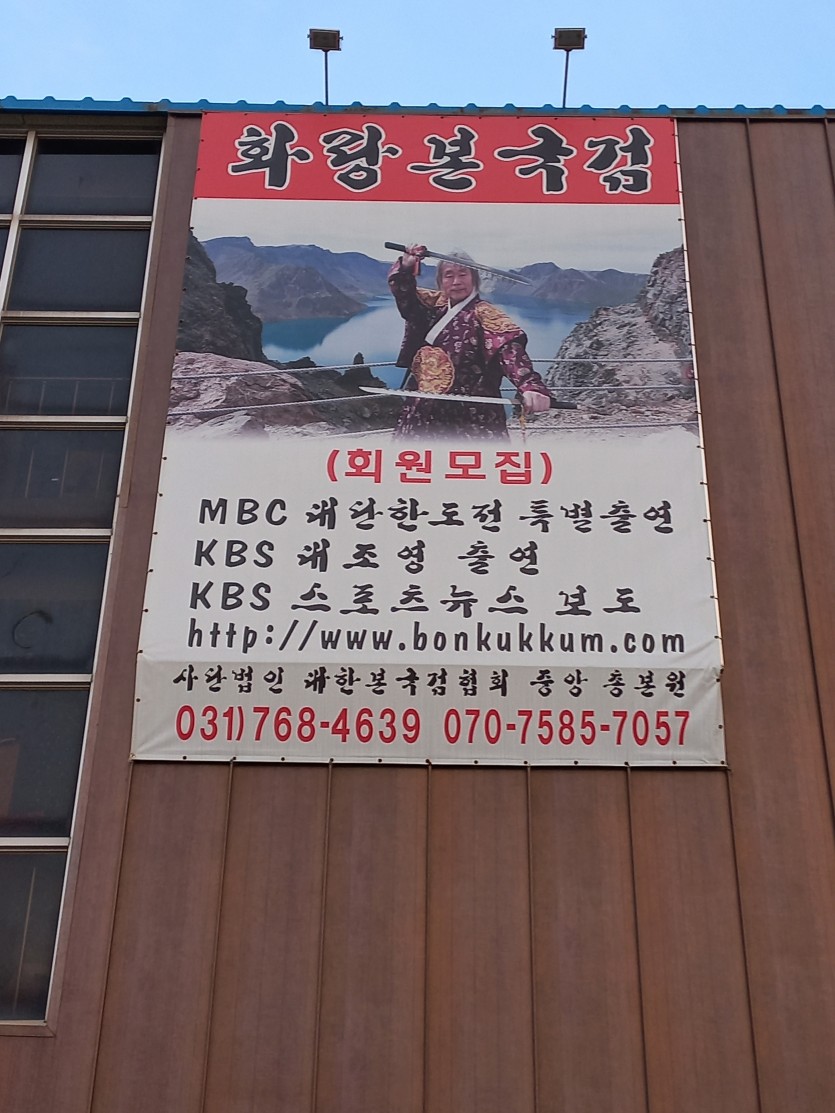 화랑본국검
(회원모집)
MBC 대단한도전 특별출연
KBS 대조영 출연
KBS 스포츠뉴스 보도
http://www.bonkukkum.com
사단법인 대한본국검협회 중앙 총본원
031)768-4639 070-7585-7057